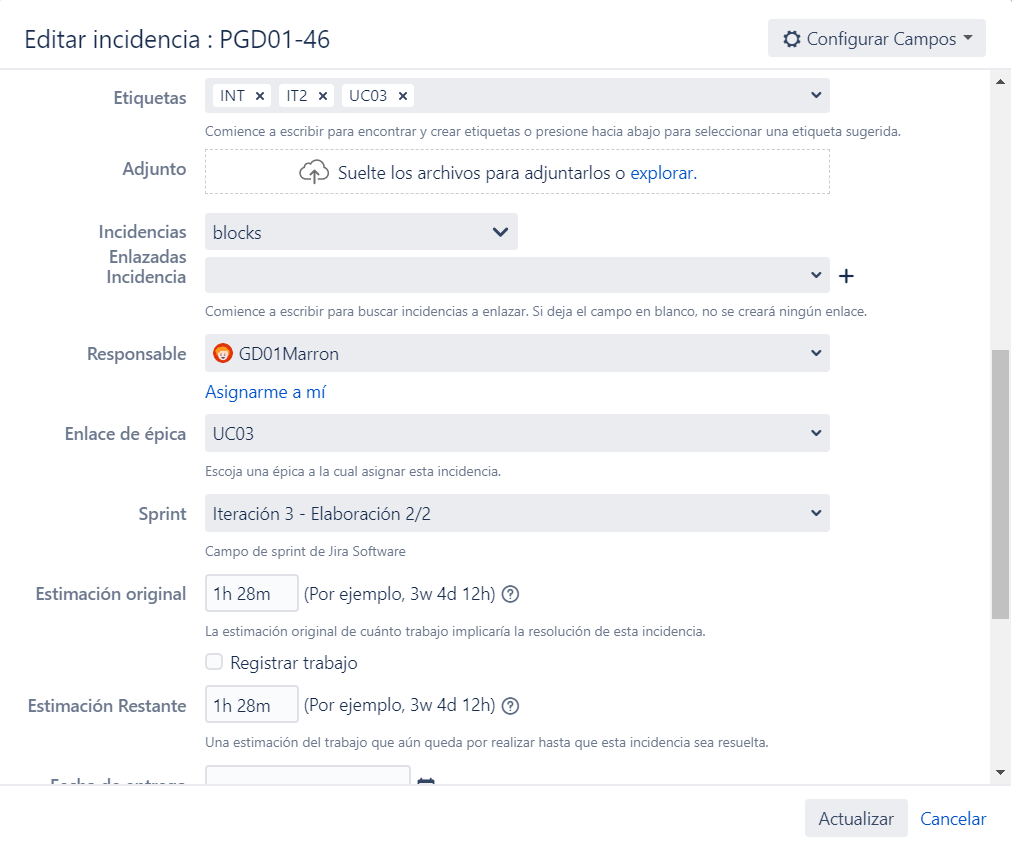 Editar incidencia : PGD01-46
Configurar Campos
Etiquetas
INT IT2 UC03
Comience a escribir para encontrar y crear etiquetas o presione hacia abajo para seleccionar una etiqueta sugerida.
Adjunto
Suelte los archivos para adjuntarlos o explorar.
Incidencias
Enlazadas
blocks
Incidencia
Comience a escribir para buscar incidencias a enlazar. Si deja el campo en blanco, no se creará ningún enlace.
Responsable
GD01Marron
Asignarme a mí
Enlace de épica
UC03
Escoja una épica a la cual asignar esta incidencia.
Sprint
Iteración 3 - Elaboración 2/2
Campo de sprint de Jira Software
Estimación original
1h 28m (Por ejemplo, 3w 4d 12h)
La estimación original de cuánto trabajo implicaría la resolución de esta incidencia.
Registrar trabajo
Estimación Restante
1h 28m (Por ejemplo, 3w 4d 12h)
Una estimación del trabajo que aún queda por realizar hasta que esta incidencia sea resuelta.
Fecha de entrega
Actualizar
Cancelar